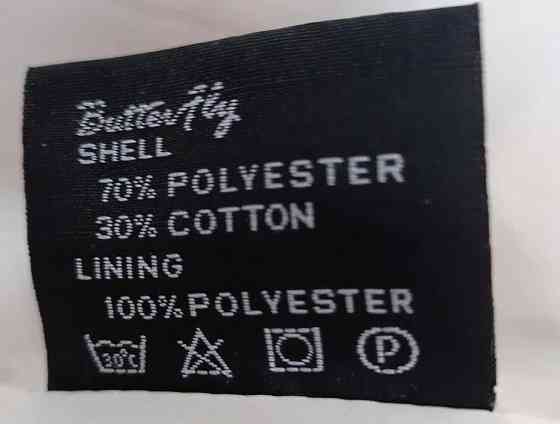 Butterfly
SHELL
70% POLYESTER
30% COTTON
LINING
100% POLYESTER
30°C P